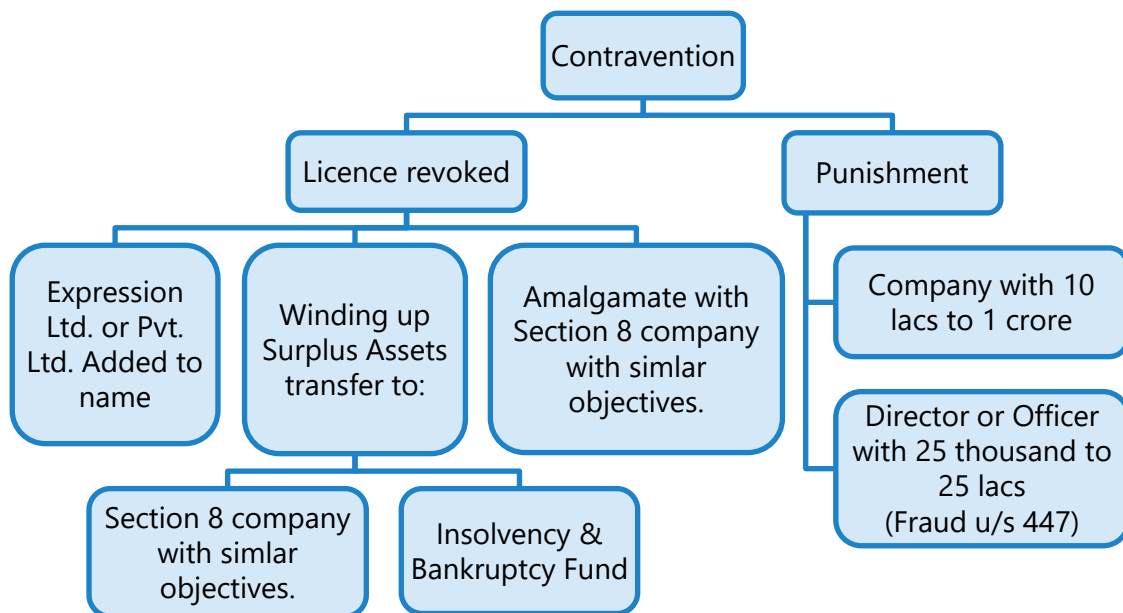 Contravention
Licence revoked
Punishment
Expression
Ltd. or Pvt.
Ltd. Added to
name
Winding up
Surplus Assets
transfer to:
Amalgamate with
Section 8 company
with simlar
objectives.
Company with 10
lacs to 1 crore
Director or Officer
with 25 thousand to
25 lacs
(Fraud u/s 447)
Section 8 company
with simlar
objectives.
Insolvency &
Bankruptcy Fund